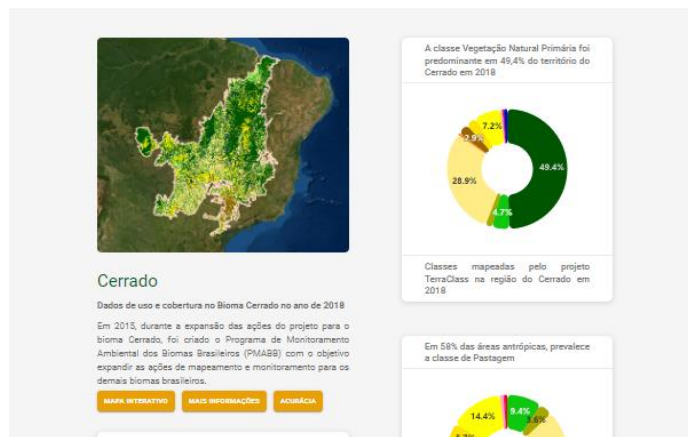 Cerrado
Dados de uso e cobertura no Bioma Cerrado no ano de 2018
Em 2015, durante a expansão das ações do projeto para o
bioma Cerrado, foi criado o Programa de Monitoramento
Ambiental dos Biomas Brasileiros (PMABB) com o objetivo
expandir as ações de mapeamento e monitoramento para os
demais biomas brasileiros.
MAPA INTERATIVO MAIS INFORMAÇÕES ACURÁCIA
A classe Vegetação Natural Primária foi
predominante em 49,4% do território do
Cerrado em 2018
7.2%
2.9%
49.4%
28.9%
4.7%
Classes mapeadas pelo projeto
TerraClass na região do Cerrado em
2018
Em 58% das áreas antrópicas, prevalece
a classe de Pastagem
14.4% 9.4%
3.6%